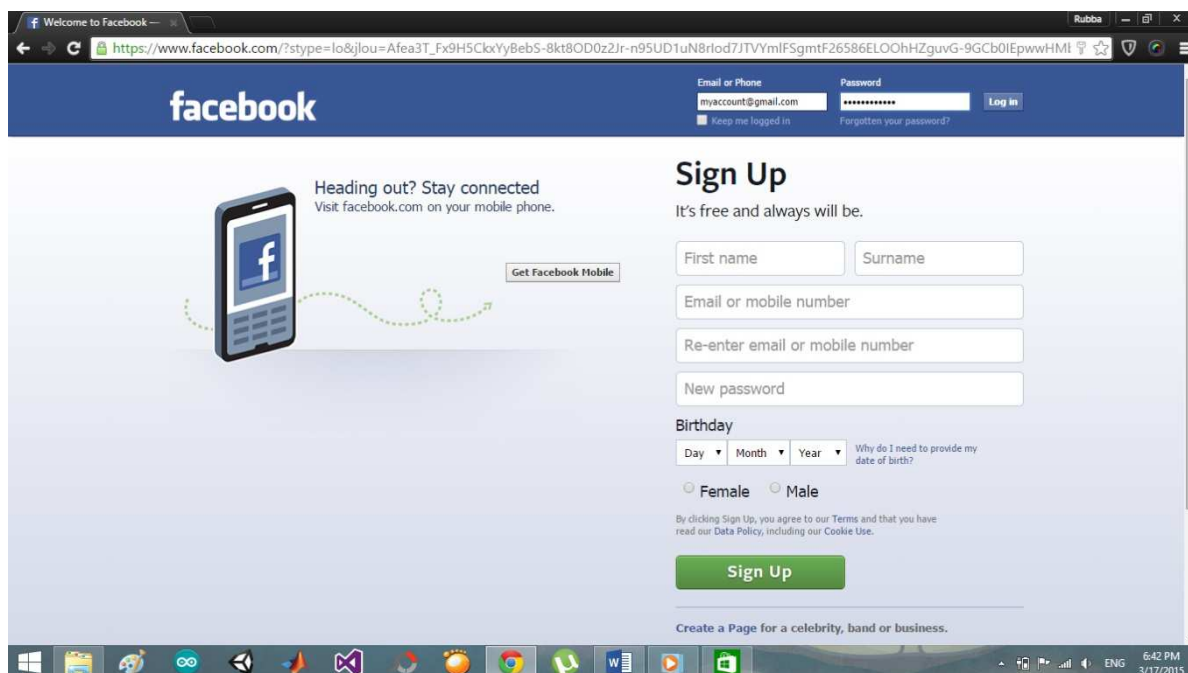 Welcome to Facebook —
Rubba
https://www.facebook.com/?stype=lo&jlou=Afea3T_Fx9H5CkxYyBebS-8kt8OD0z2Jr-n95UD1uN8rIod7JTVYmlFSgmtF26586ELOOhHZguvG-9GCb0IEpwwHMl
facebook
Email or Phone
Password
myaccount@gmail.com
••••••••••••
Log in
Keep me logged in
Forgotten your password?
Heading out? Stay connected
Visit facebook.com on your mobile phone.
Get Facebook Mobile
Sign Up
It's free and always will be.
First name
Surname
Email or mobile number
Re-enter email or mobile number
New password
Birthday
Day
Month
Year
Why do I need to provide my
date of birth?
Female
Male
By clicking Sign Up, you agree to our Terms and that you have
read our Data Policy, including our Cookie Use.
Sign Up
Create a Page for a celebrity, band or business.
ENG
6:42 PM
3/17/2015